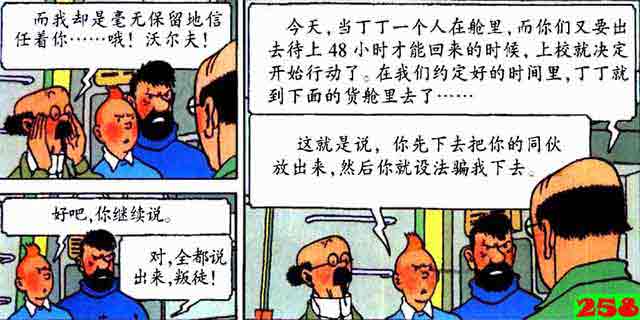 而我却是毫无保留地信
任着你……哦！沃尔夫！
好吧,你继续说。
对,全都说
出来,叛徒！
今天，当丁丁一个人在舱里，而你们又要出
去待上48小时才能回来的时候，上校就决定
开始行动了。在我们约定好的时间里，丁丁就
到下面的货舱里去了……
这就是说，你先下去把你的同伙
放出来,然后你就设法骗我下去。
258